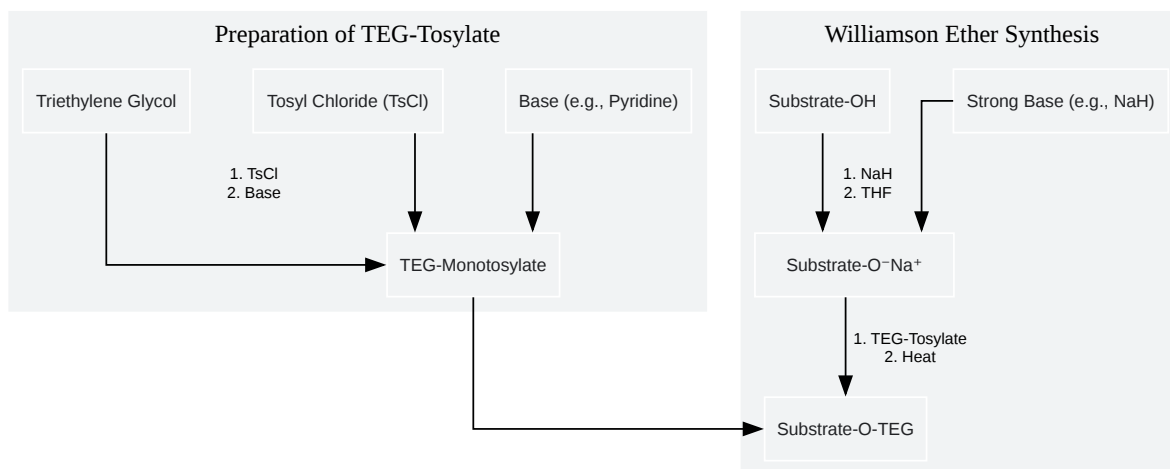 Preparation of TEG-Tosylate
Triethylene Glycol
Tosyl Chloride (TsCl)
Base (e.g., Pyridine)
1. TsCl
2. Base
TEG-Monotosylate
Williamson Ether Synthesis
Substrate-OH
Strong Base (e.g., NaH)
1. NaH
2. THF
Substrate-O⁻Na⁺
1. TEG-Tosylate
2. Heat
Substrate-O-TEG